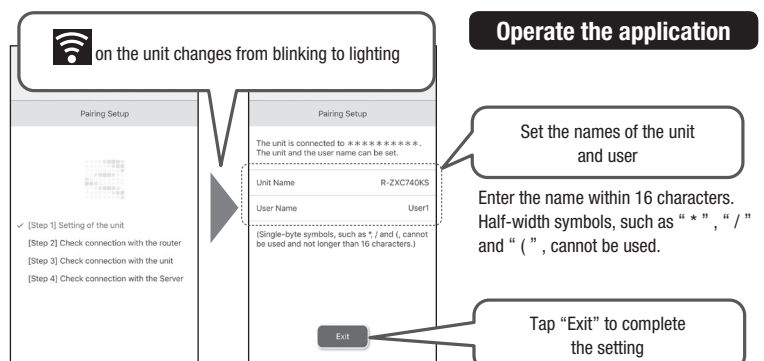 Operate the application
on the unit changes from blinking to lighting
Pairing Setup
✓ [Step 1] Setting of the unit
[Step 2] Check connection with the router
[Step 3] Check connection with the unit
[Step 4] Check connection with the Server
Pairing Setup
The unit is connected to **********.
The unit and the user name can be set.
Unit Name R-ZXC740KS
User Name User1
(Single-byte symbols, such as *, / and (, cannot
be used and not longer than 16 characters.)
Exit
Set the names of the unit
and user
Enter the name within 16 characters.
Half-width symbols, such as “ * ” , “ / ”
and “ ( ” , cannot be used.
Tap “Exit” to complete
the setting